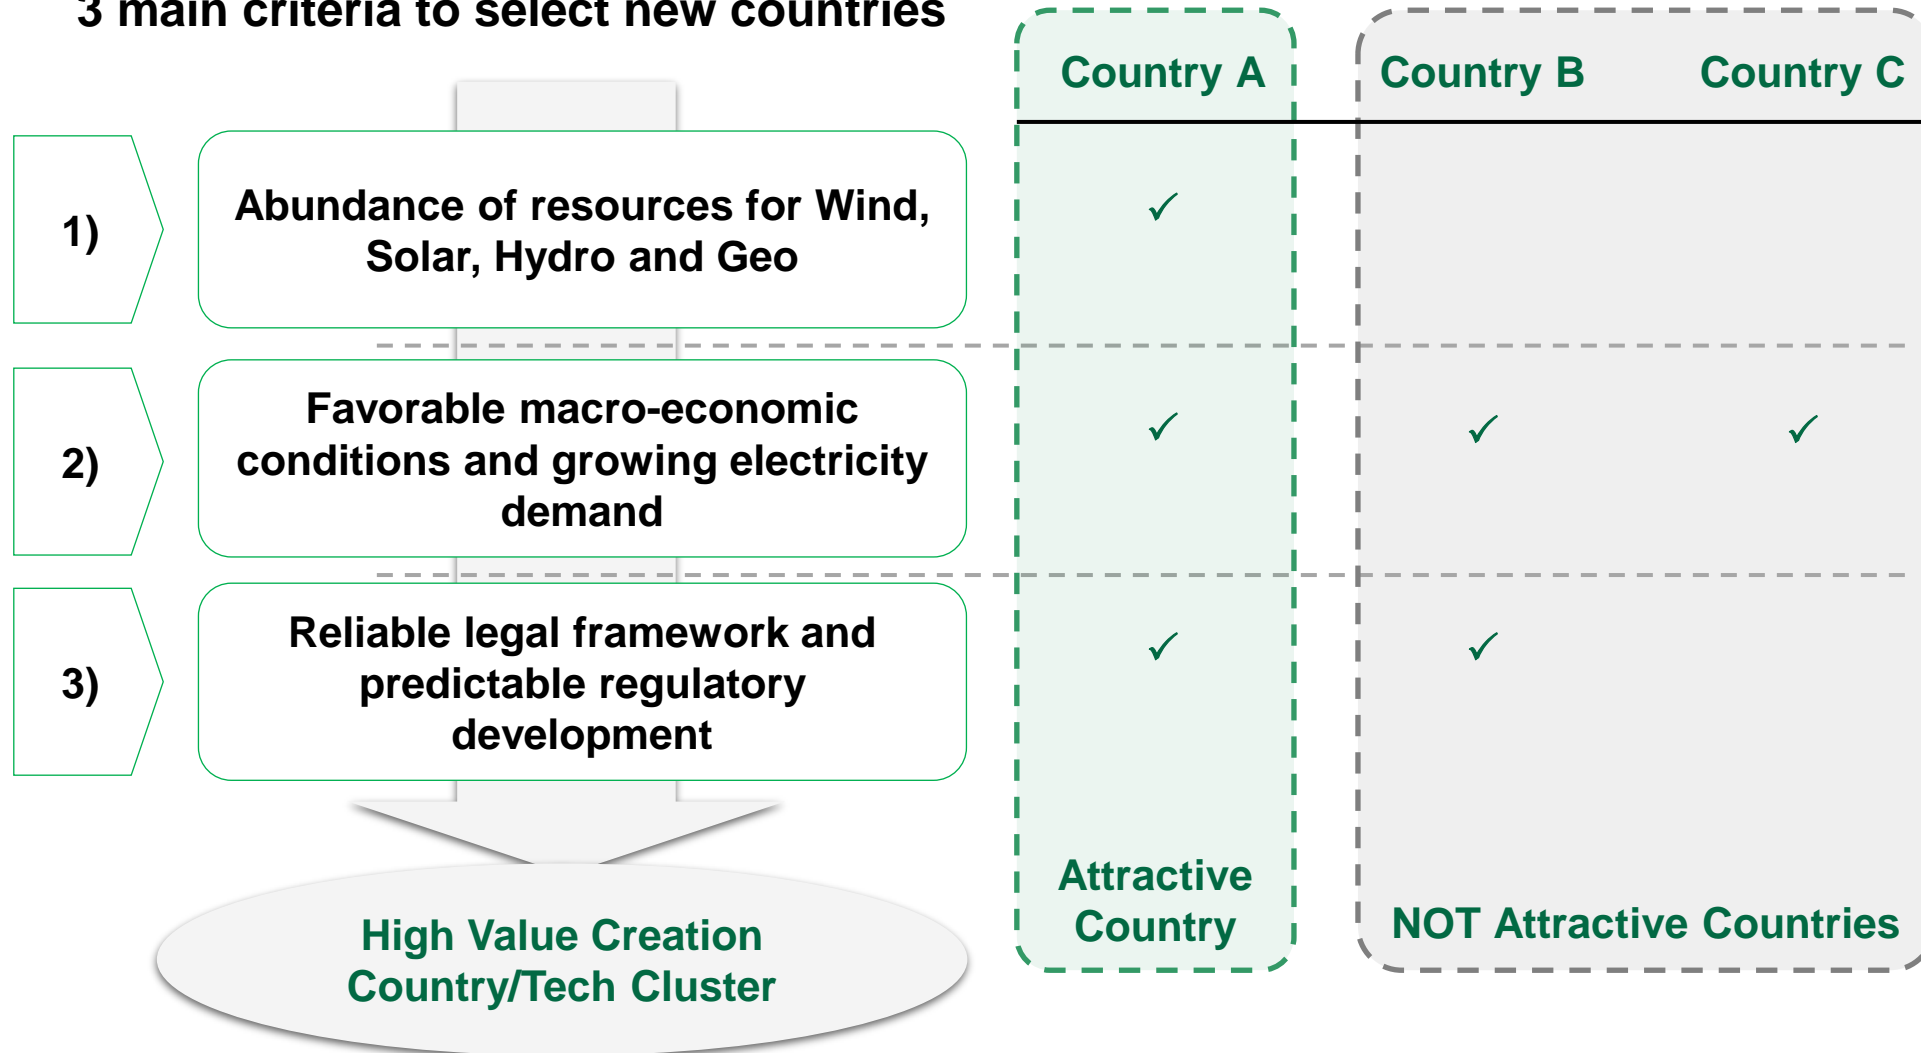 3 main criteria to select new countries
Country A
Country B
Country C
1)
Abundance of resources for Wind,
Solar, Hydro and Geo
✓
2)
Favorable macro-economic
conditions and growing electricity
demand
✓
✓
✓
3)
Reliable legal framework and
predictable regulatory
development
✓
✓
High Value Creation
Country/Tech Cluster
Attractive
Country
NOT Attractive Countries